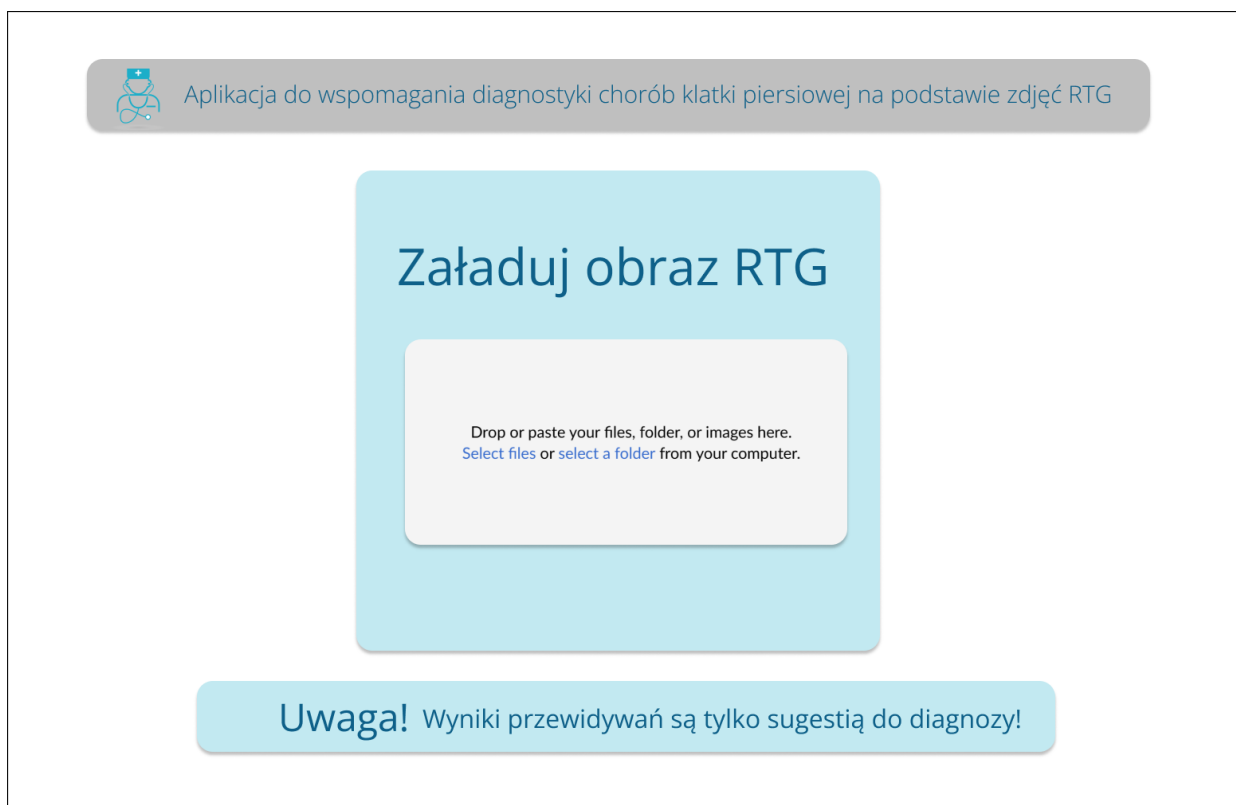 Aplikacja do wspomagania diagnostyki chorób klatki piersiowej na podstawie zdjęć RTG
Załaduj obraz RTG
Drop or paste your files, folder, or images here.
Select files or select a folder from your computer.
Uwaga! Wyniki przewidywań są tylko sugestią do diagnozy!